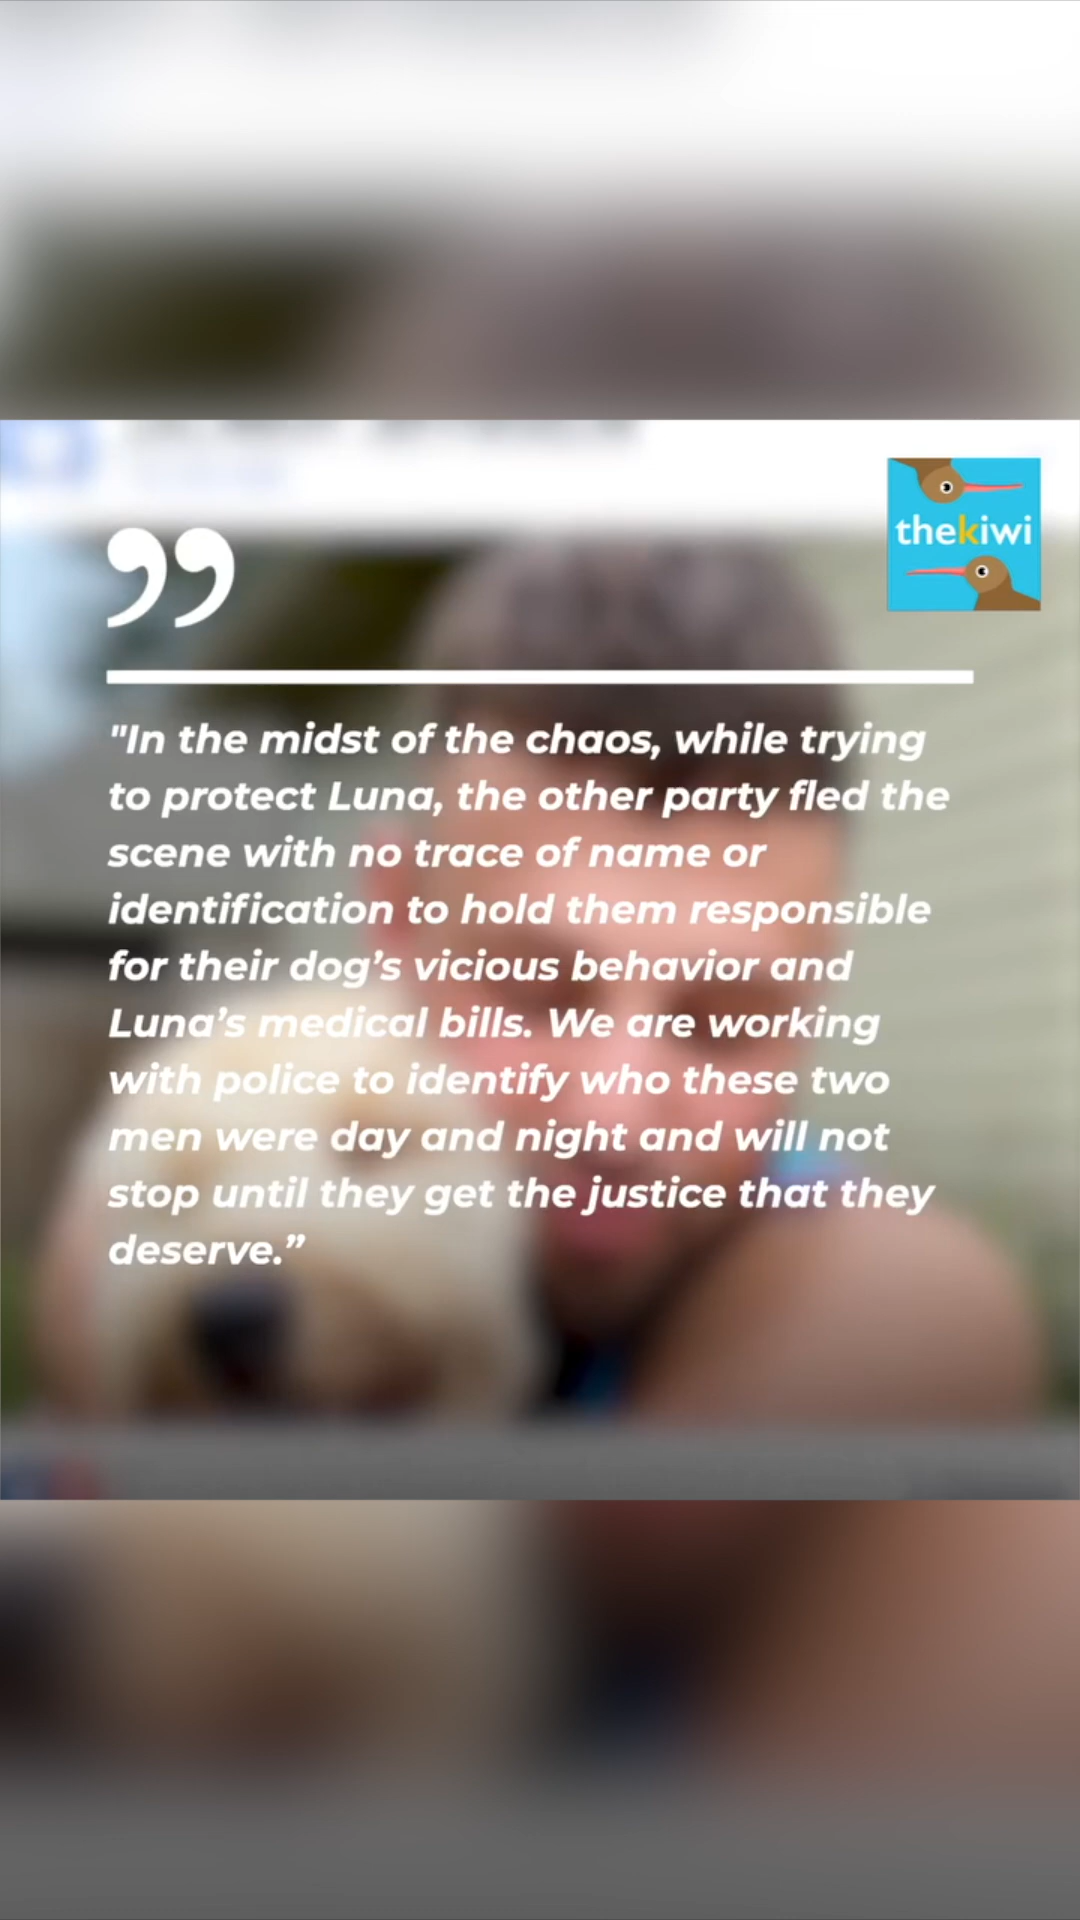 thekiwi
”
"In the midst of the chaos, while trying
to protect Luna, the other party fled the
scene with no trace of name or
identification to hold them responsible
for their dog’s vicious behavior and
Luna’s medical bills. We are working
with police to identify who these two
men were day and night and will not
stop until they get the justice that they
deserve.”